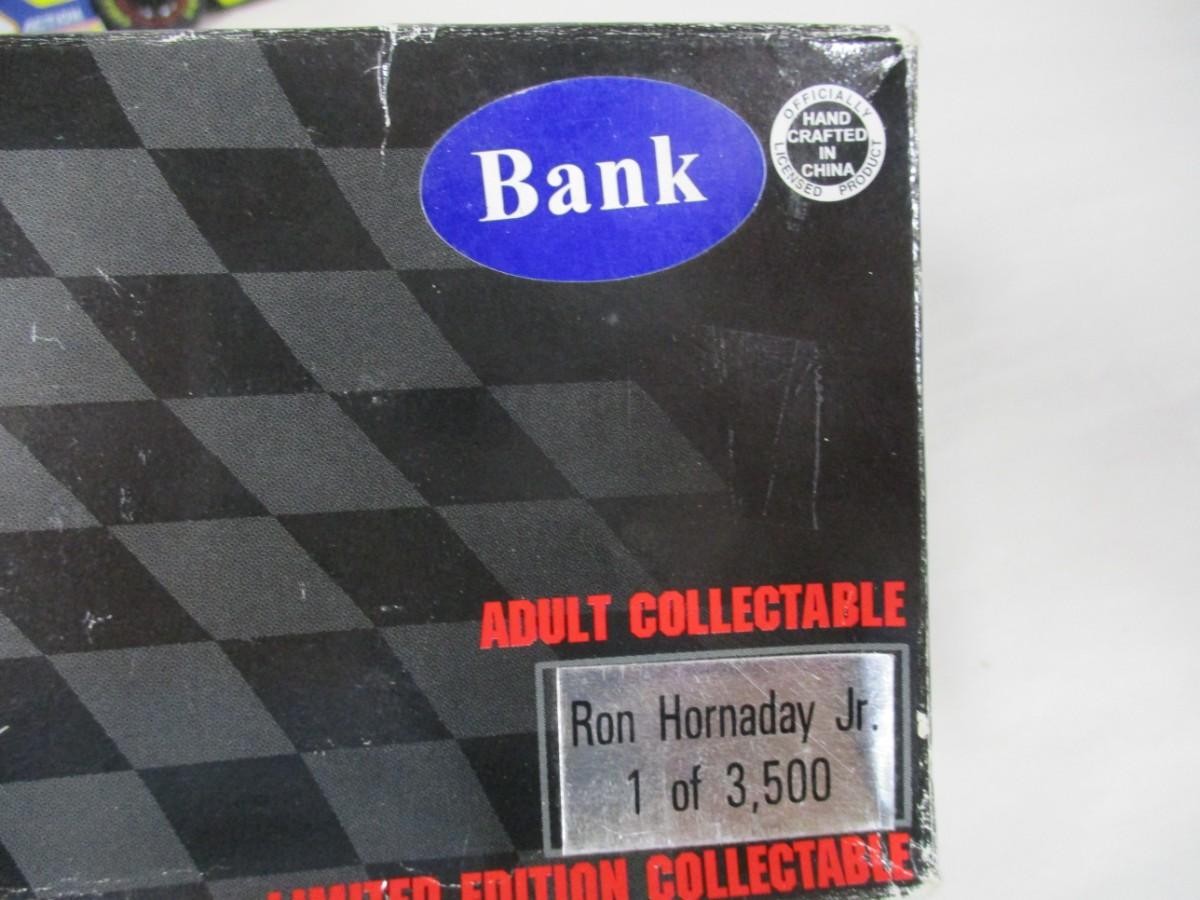 ACTION
Bank
OFFICIALLY
HAND
CRAFTED
IN
CHINA
LICENSED PRODUCT
ADULT COLLECTABLE
Ron Hornaday Jr.
1 of 3,500
LIMITED EDITION COLLECTABLE